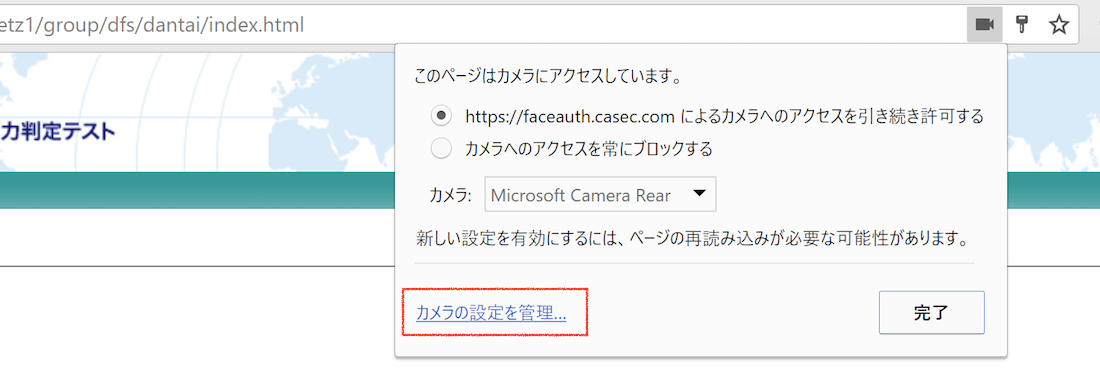 etz1/group/dfs/dantai/index.html
このページはカメラにアクセスしています。
https://faceauth.casec.com によるカメラへのアクセスを引き続き許可する
カメラへのアクセスを常にブロックする
カメラ: Microsoft Camera Rear
新しい設定を有効にするには、ページの再読み込みが必要な可能性があります。
カメラの設定を管理...
完了
力判定テスト